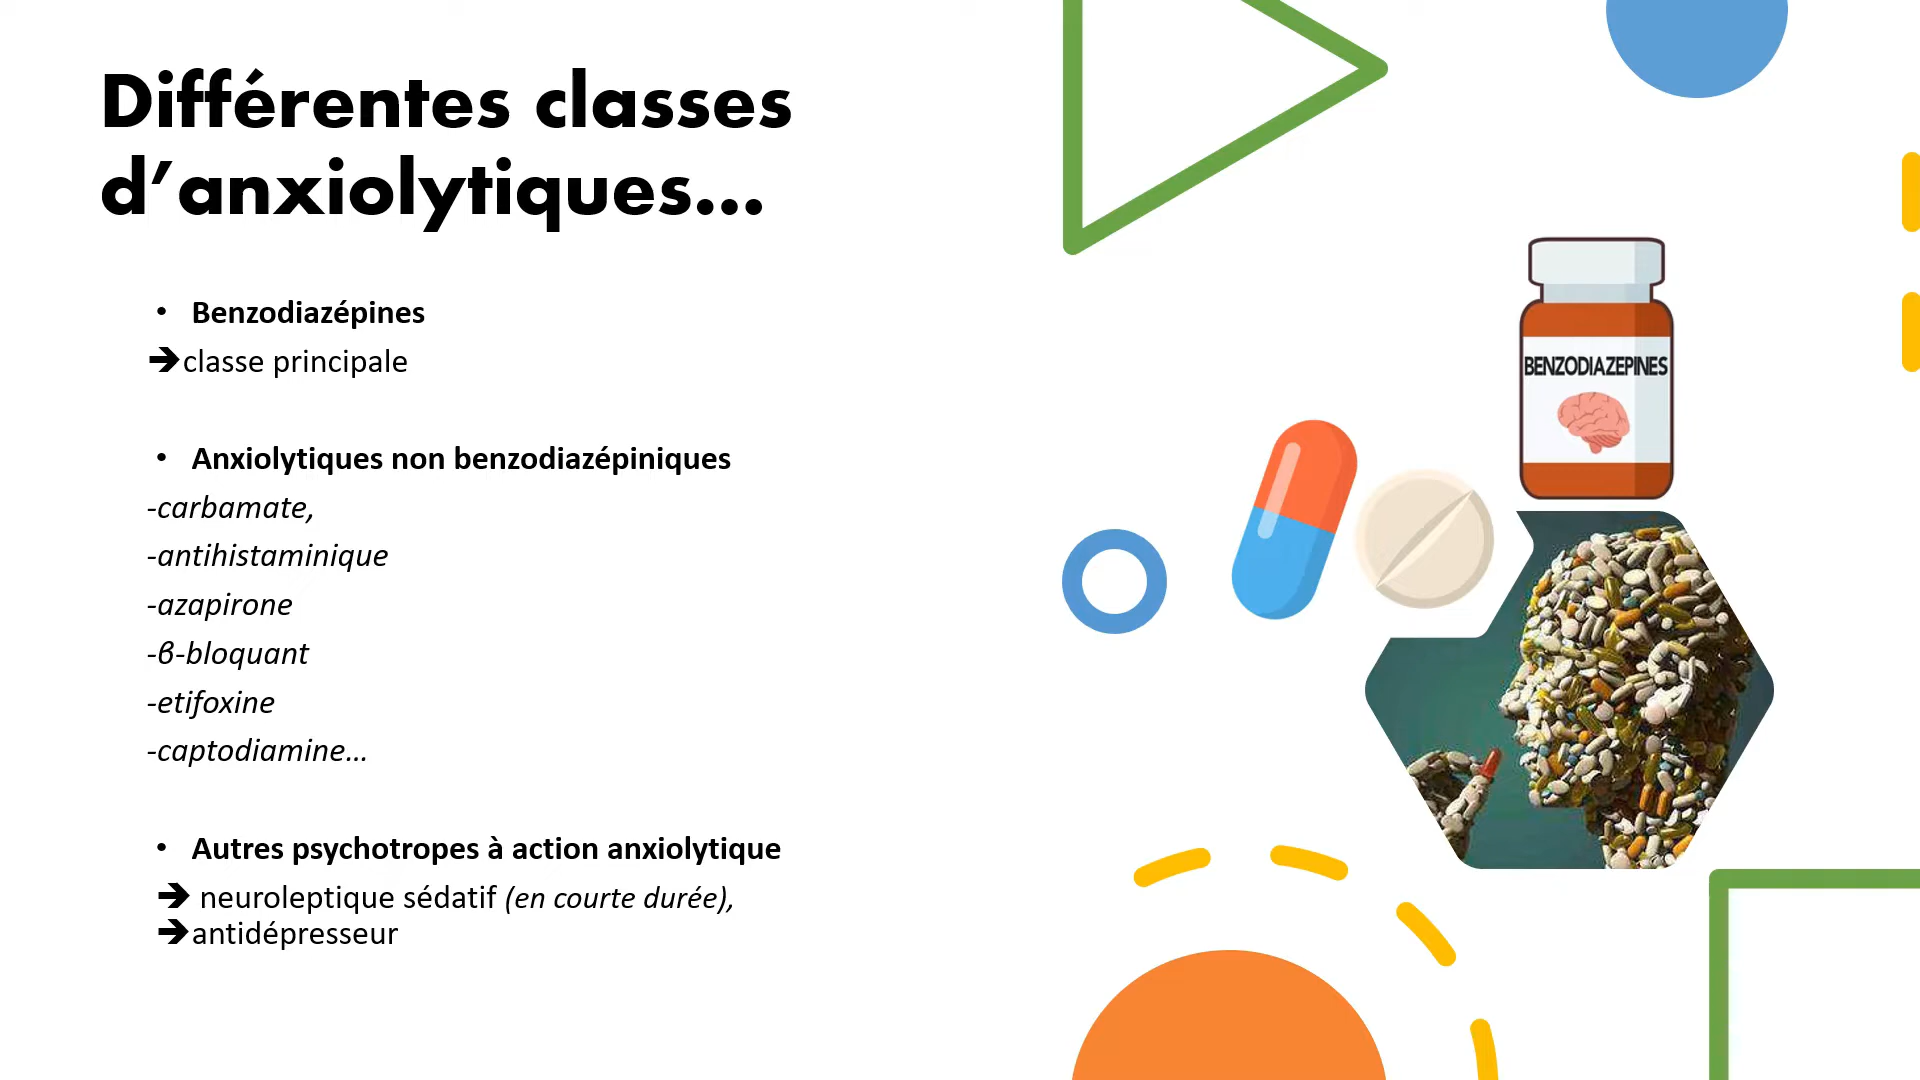 Différentes classes
d’anxiolytiques...
• Benzodiazépines
➔classe principale
• Anxiolytiques non benzodiazépiniques
-carbamate,
-antihistaminique
-azapirone
-β-bloquant
-etifoxine
-captodiamine...
• Autres psychotropes à action anxiolytique
➔ neuroleptique sédatif (en courte durée),
➔antidépresseur
BENZODIAZEPINES